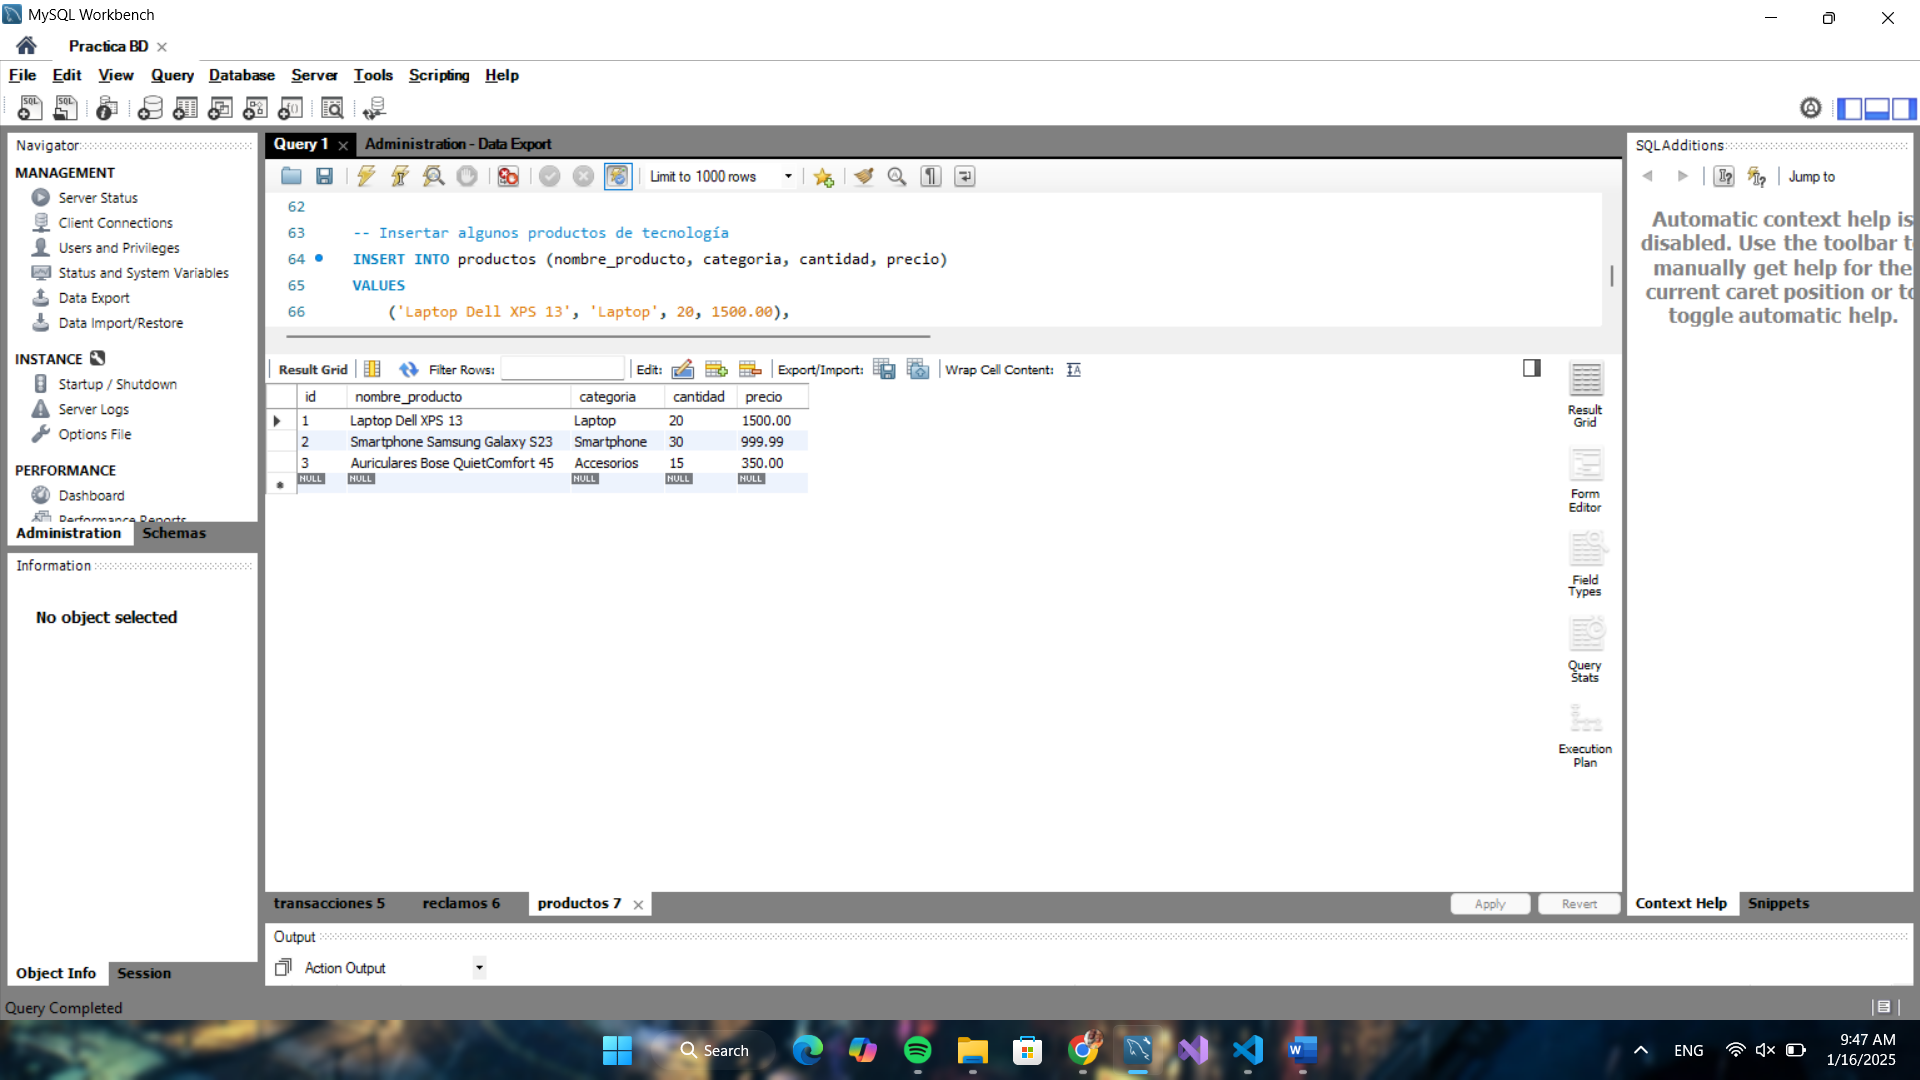 MySQL Workbench
Practica BD
File Edit View Query Database Server Tools Scripting Help
Navigator
MANAGEMENT
Server Status
Client Connections
Users and Privileges
Status and System Variables
Data Export
Data Import/Restore
INSTANCE
Startup / Shutdown
Server Logs
Options File
PERFORMANCE
Dashboard
Performance Reports
Administration Schemas
Information
No object selected
Object Info Session
Query Completed
Query 1 Administration - Data Export
Limit to 1000 rows
62
63 -- Insertar algunos productos de tecnología
64 INSERT INTO productos (nombre_producto, categoria, cantidad, precio)
65 VALUES
66 ('Laptop Dell XPS 13', 'Laptop', 20, 1500.00),
Result Grid Filter Rows: Edit: Export/Import: Wrap Cell Content:
id nombre_producto categoria cantidad precio
1 Laptop Dell XPS 13 Laptop 20 1500.00
2 Smartphone Samsung Galaxy S23 Smartphone 30 999.99
3 Auriculares Bose QuietComfort 45 Accesorios 15 350.00
NULL NULL NULL NULL NULL
Result
Grid
Form
Editor
Field
Types
Query
Stats
Execution
Plan
transacciones 5 reclamos 6 productos 7
Apply Revert
Output
Action Output
SQLAdditions
Jump to
Automatic context help is
disabled. Use the toolbar t
manually get help for the
current caret position or to
toggle automatic help.
Context Help Snippets
Search
ENG
9:47 AM
1/16/2025